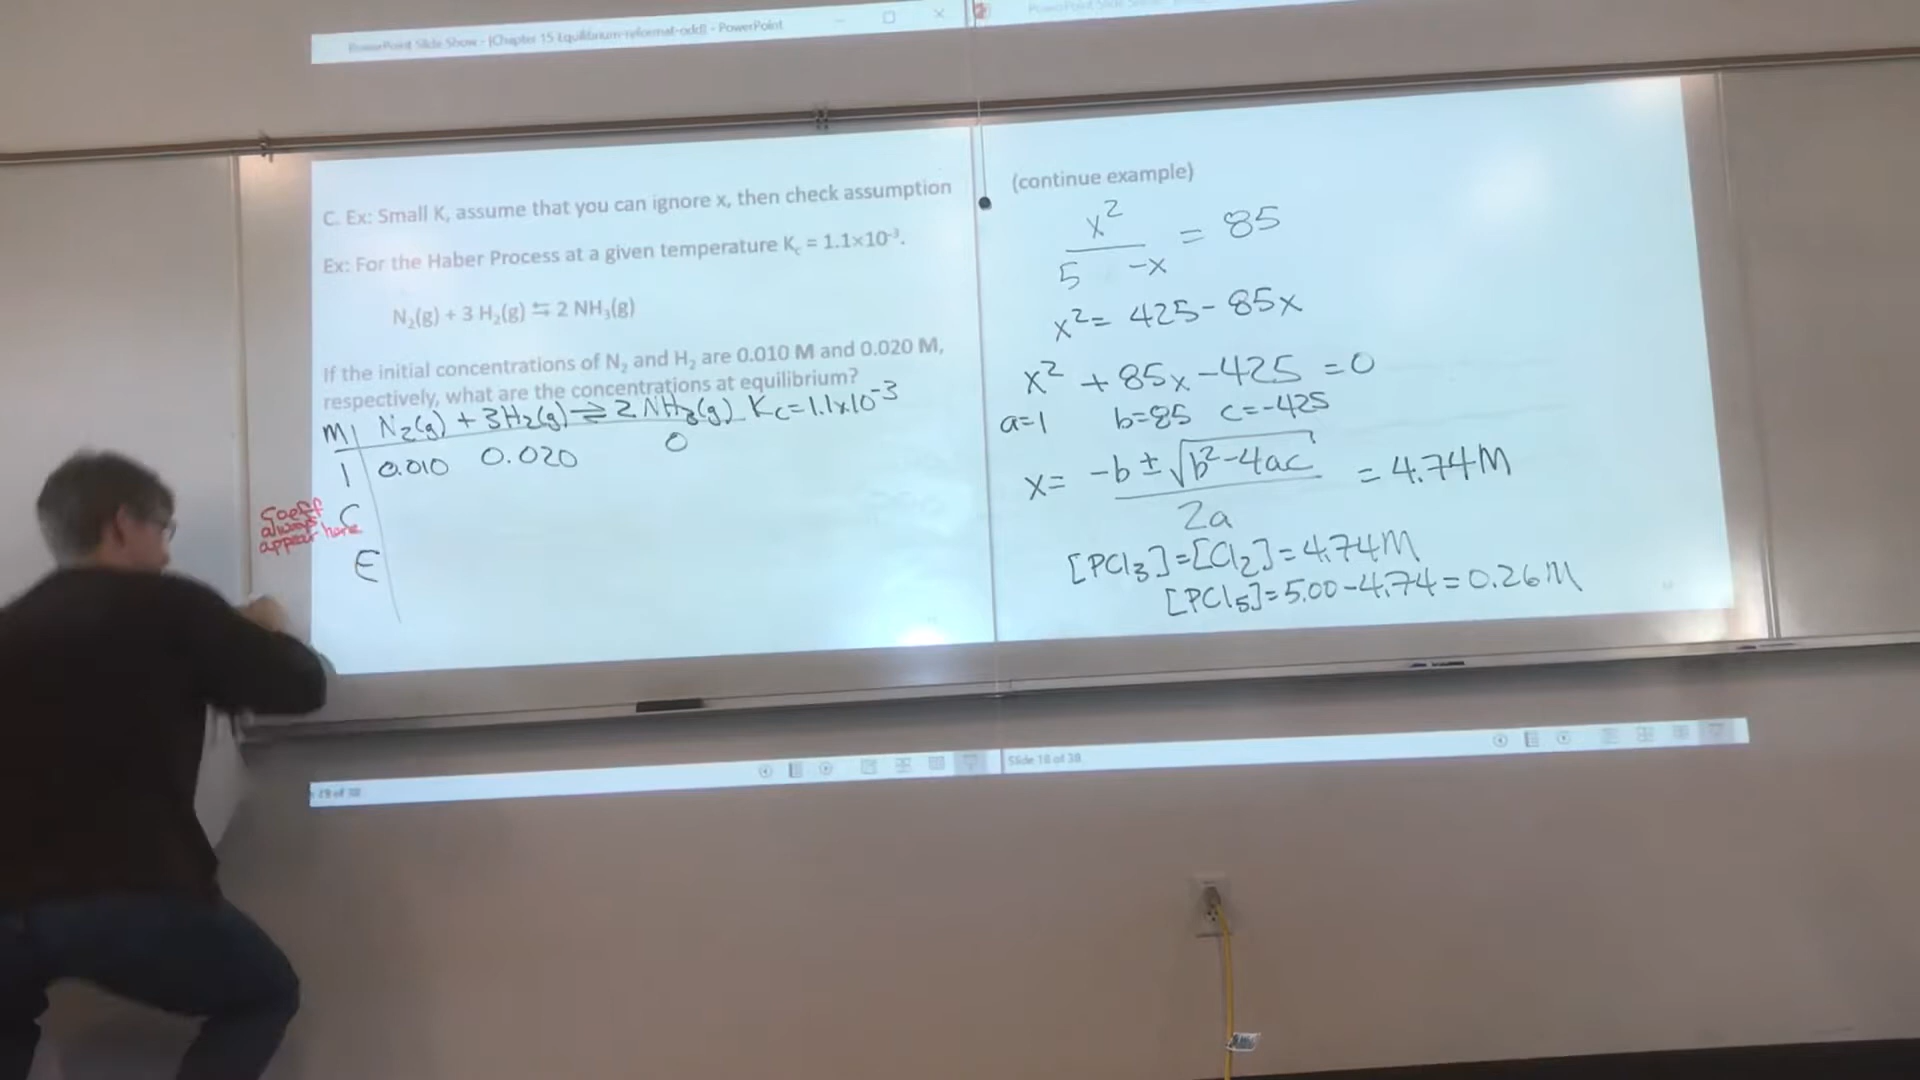 PowerPoint Slide Show - [Chapter 15 Equilibrium-reformat-odd] - PowerPoint
PowerPoint Slide Show
C. Ex: Small K, assume that you can ignore x, then check assumption
Ex: For the Haber Process at a given temperature Kc = 1.1×10⁻³.
N₂(g) + 3 H₂(g) ⇆ 2 NH₃(g)
If the initial concentrations of N₂ and H₂ are 0.010 M and 0.020 M,
respectively, what are the concentrations at equilibrium?
M | N₂(g) + 3H₂(g) ⇌ 2 NH₃(g) Kc=1.1x10⁻³
I 0.010 0.020 0
Coeff
always
appear here
C
E
(continue example)
x²/(5 -x) = 85
x² = 425 - 85x
x² + 85x - 425 = 0
a=1 b=85 c=-425
x= (-b ± √(b²-4ac))/2a = 4.74M
[PCl₃]=[Cl₂]=4.74M
[PCl₅]=5.00-4.74=0.26M
Slide 18 of 38